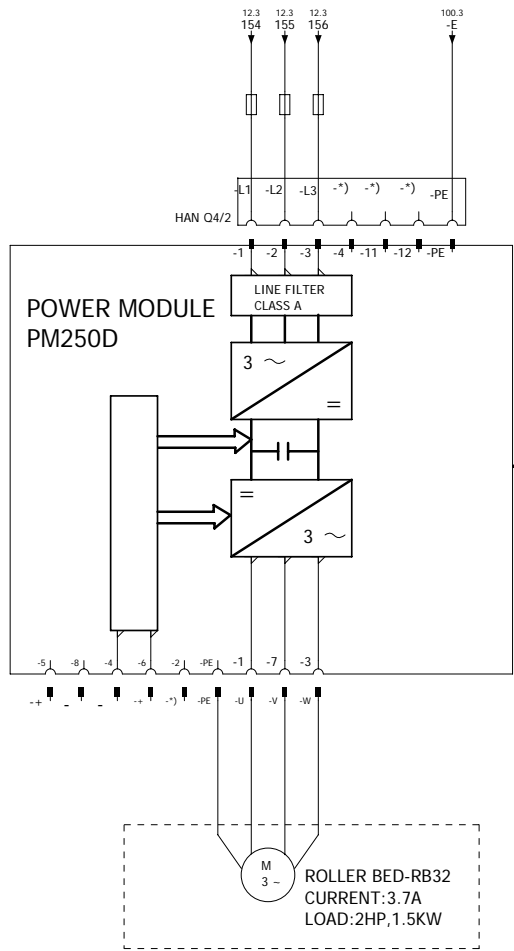 12.3 12.3 12.3 100.3
154 155 156 -E
-L1 -L2 -L3 -*) -*) -*) -PE
HAN Q4/2
-1 -2 -3 -4 -11 -12 -PE
POWER MODULE
PM250D
LINE FILTER
CLASS A
3 ~
=
=
3 ~
-5 -8 -4 -6 -2 -PE -1 -7 -3
-+ - - -+ -*) -PE -U -V -W
M
3 ~
ROLLER BED-RB32
CURRENT:3.7A
LOAD:2HP,1.5KW